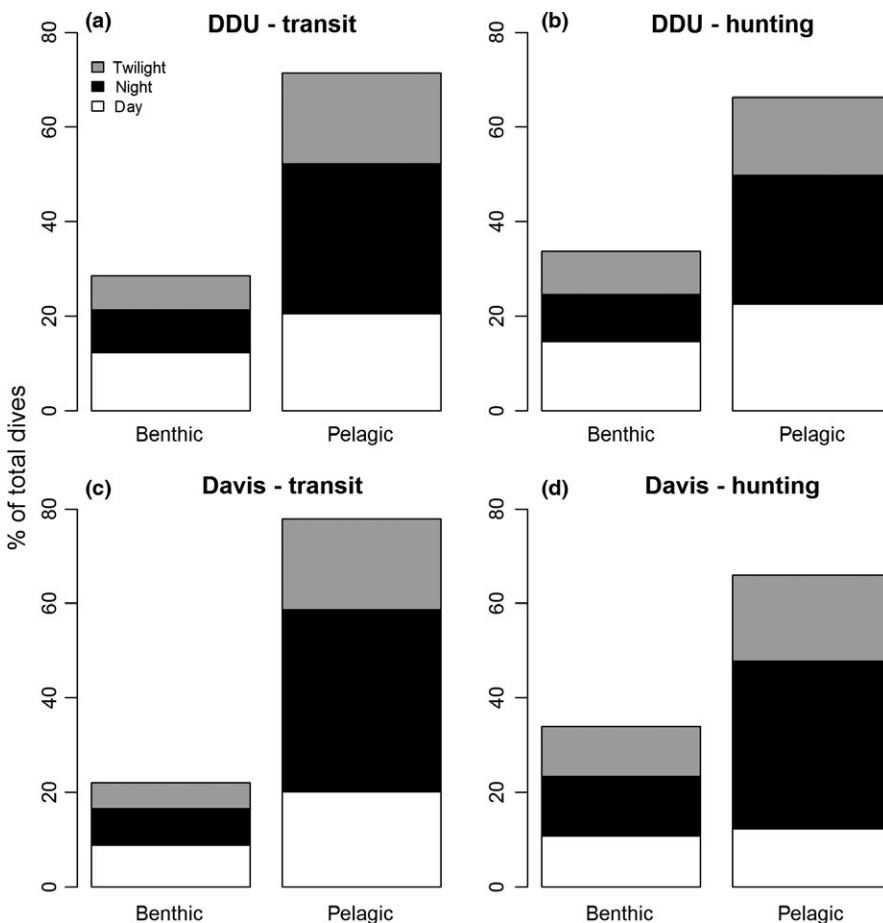 (a) DDU - transit
80
60
40
20
0
Twilight
Night
Day
Benthic Pelagic
(b) DDU - hunting
80
60
40
20
0
Benthic Pelagic
% of total dives
(c) Davis - transit
80
60
40
20
0
Benthic Pelagic
(d) Davis - hunting
80
60
40
20
0
Benthic Pelagic